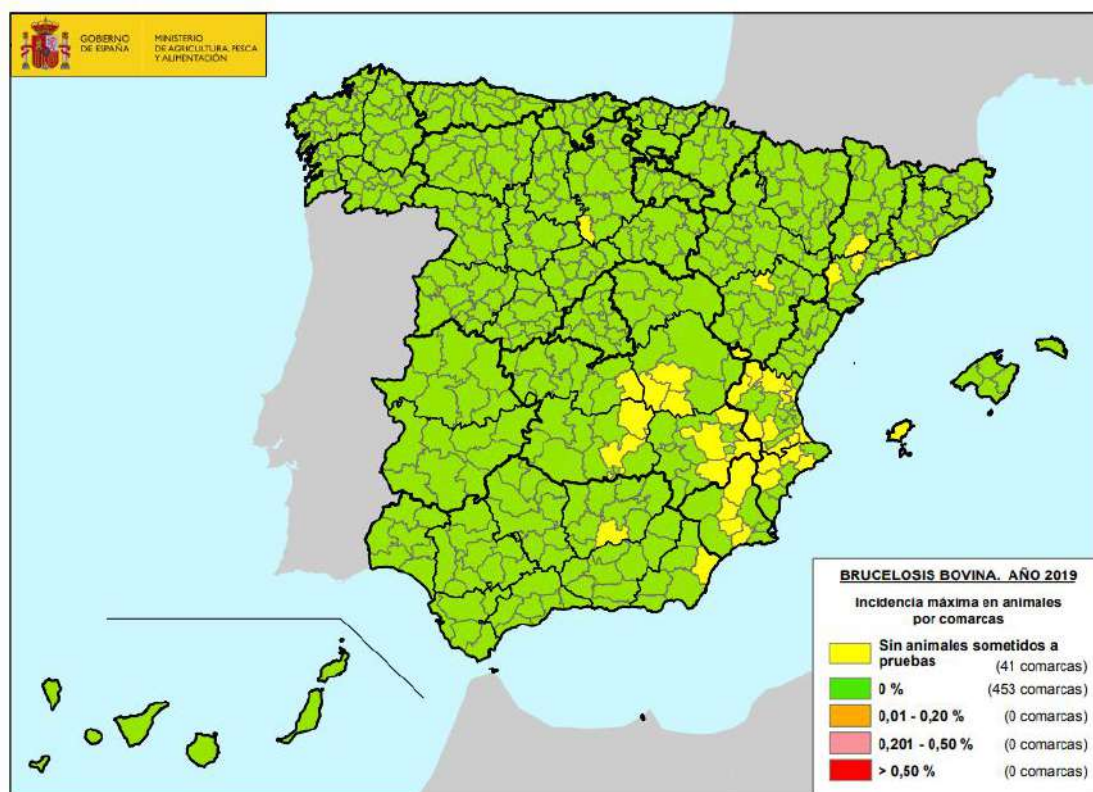 GOBERNO
DE ESPAÑA
MINISTERIO
DE AGRICULTURA, PESCA
Y ALIMENTACIÓN
BRUCELOSIS BOVINA. AÑO 2019
Incidencia máxima en animales
por comarcas
Sin animales sometidos a
pruebas (41 comarcas)
0 % (453 comarcas)
0,01 - 0,20 % (0 comarcas)
0,201 - 0,50 % (0 comarcas)
> 0,50 % (0 comarcas)